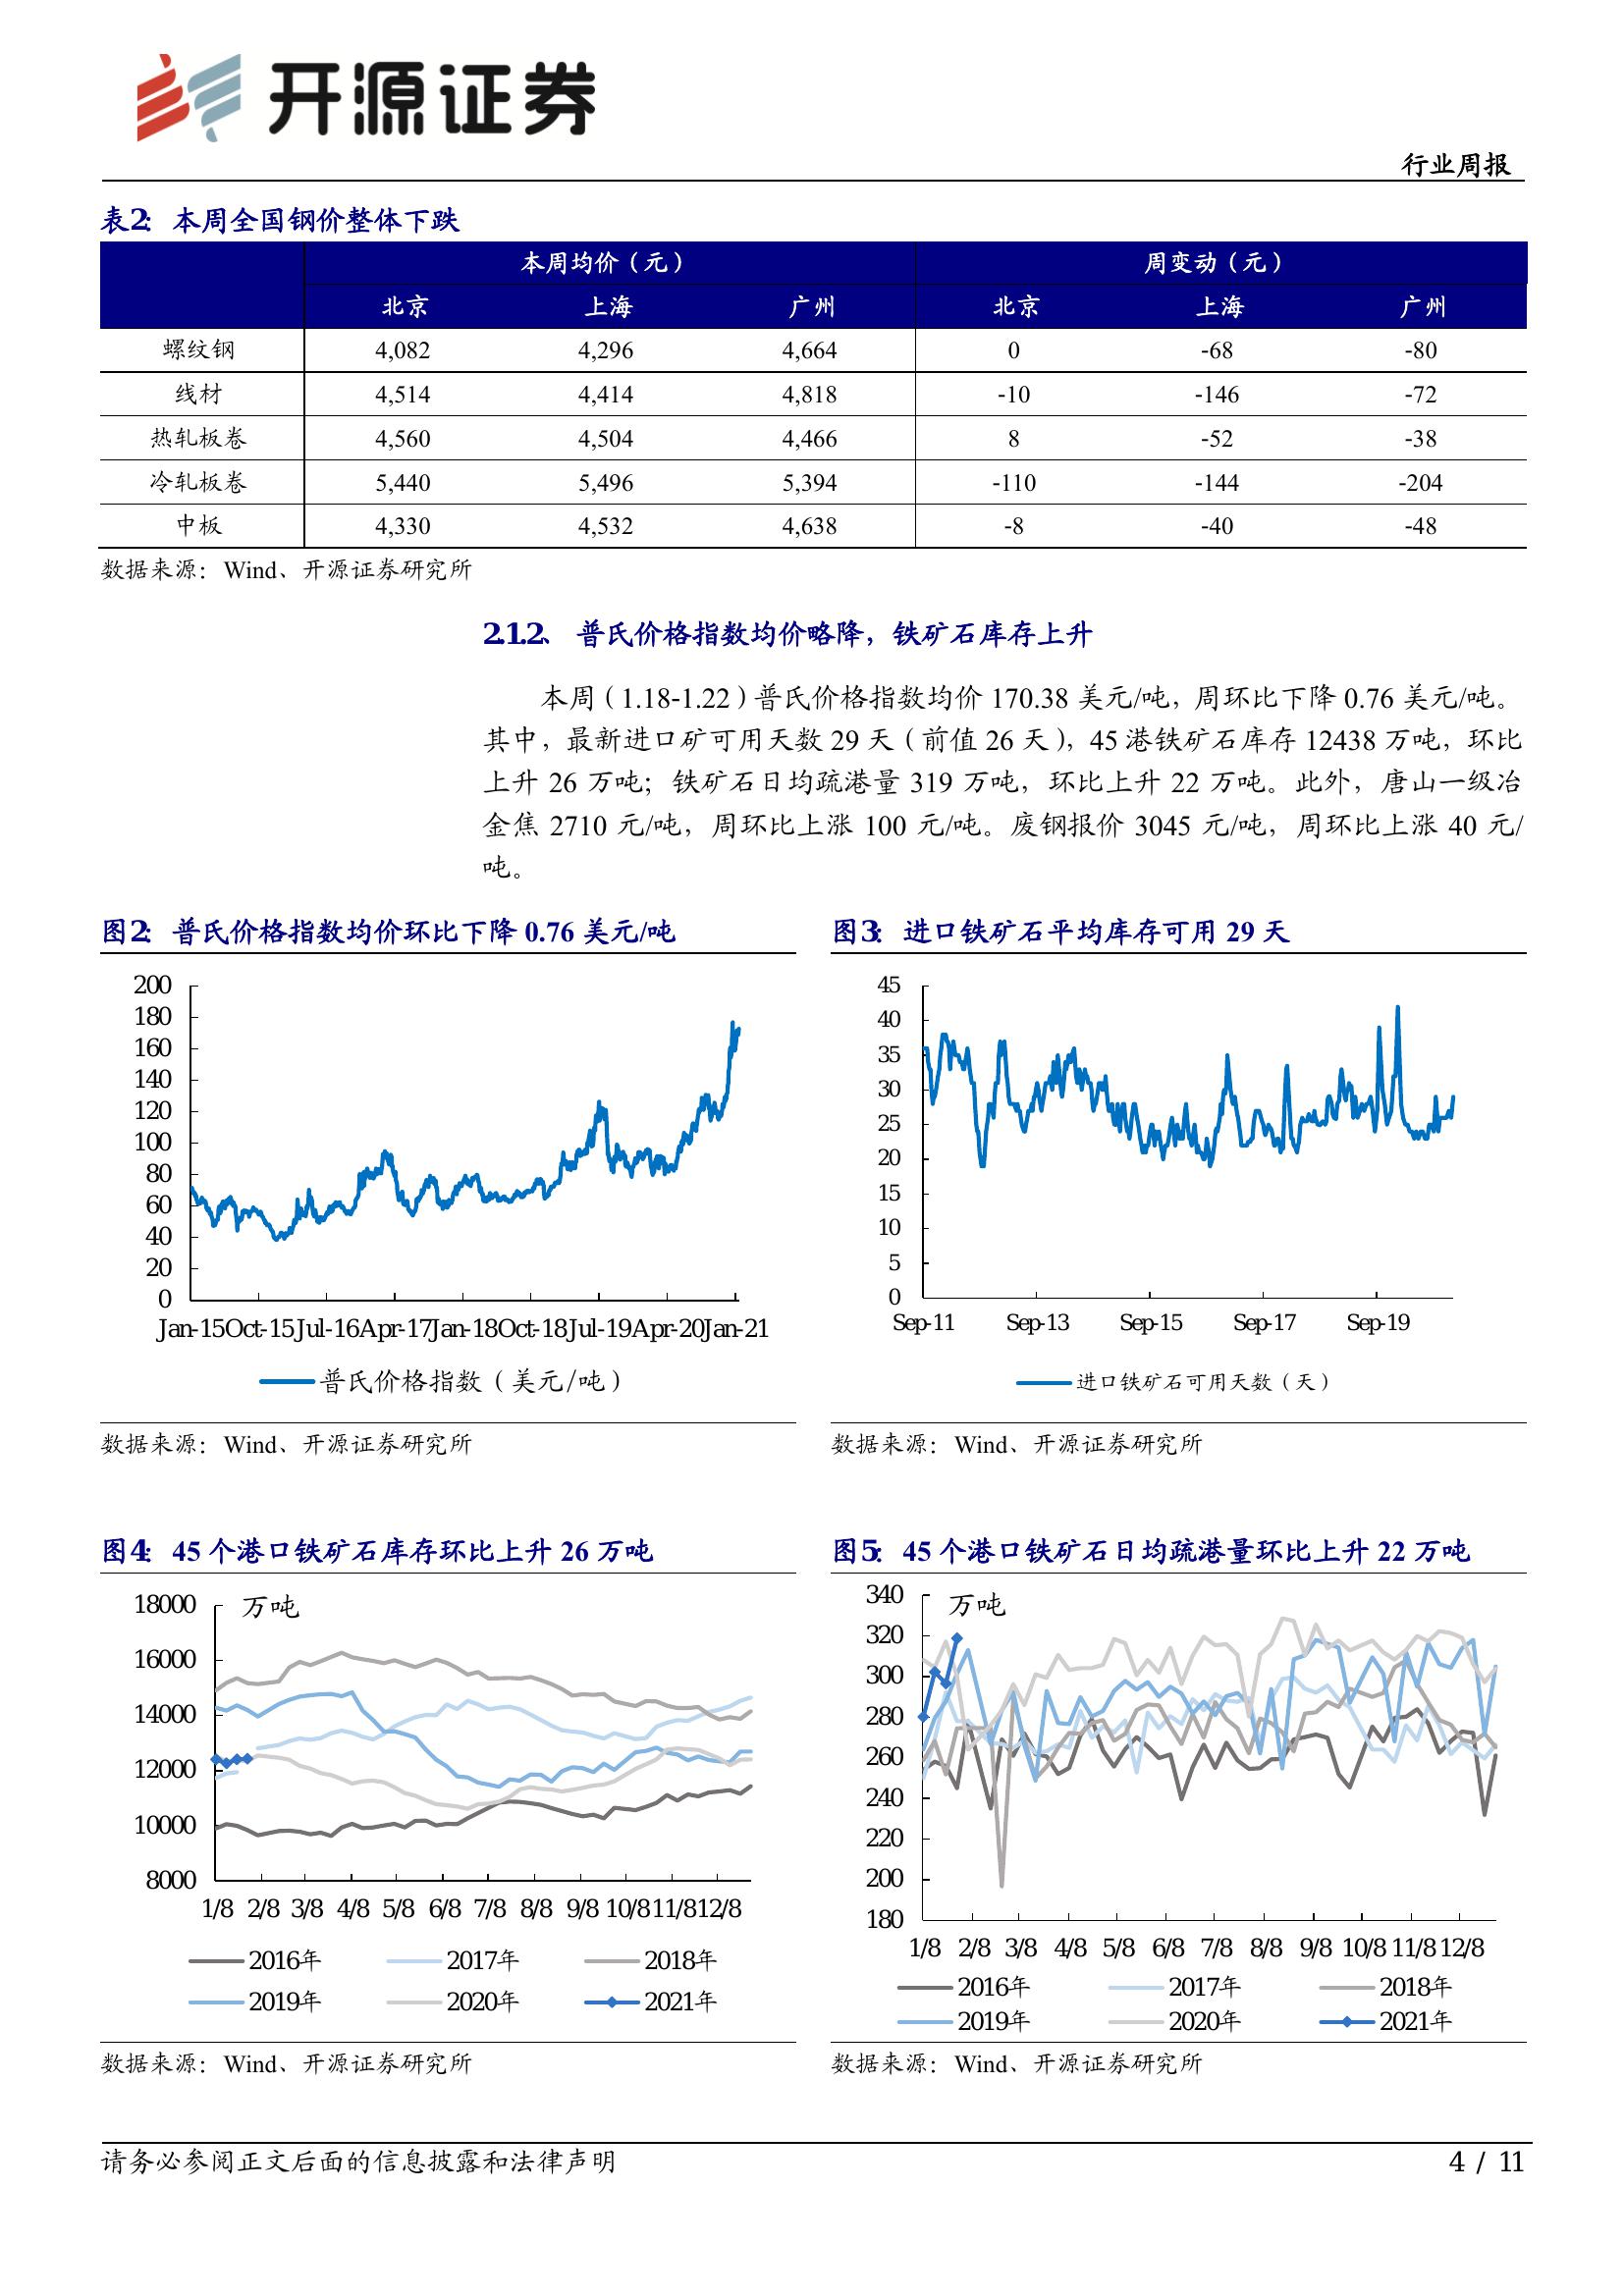 开源证券
行业周报
表2： 本周全国钢价整体下跌
本周均价（元） 周变动（元）
北京 上海 广州 北京 上海 广州
螺纹钢 4,082 4,296 4,664 0 -68 -80
线材 4,514 4,414 4,818 -10 -146 -72
热轧板卷 4,560 4,504 4,466 8 -52 -38
冷轧板卷 5,440 5,496 5,394 -110 -144 -204
中板 4,330 4,532 4,638 -8 -40 -48
数据来源：Wind、开源证券研究所
2.1.2、 普氏价格指数均价略降，铁矿石库存上升
本周（1.18-1.22）普氏价格指数均价 170.38 美元/吨，周环比下降 0.76 美元/吨。
其中，最新进口矿可用天数 29 天（前值 26 天），45 港铁矿石库存 12438 万吨，环比
上升 26 万吨；铁矿石日均疏港量 319 万吨，环比上升 22 万吨。此外，唐山一级冶
金焦 2710 元/吨，周环比上涨 100 元/吨。废钢报价 3045 元/吨，周环比上涨 40 元/
吨。
图2： 普氏价格指数均价环比下降 0.76 美元/吨
200
180
160
140
120
100
80
60
40
20
0
Jan-15 Oct-15 Jul-16 Apr-17 Jan-18 Oct-18 Jul-19 Apr-20 Jan-21
普氏价格指数（美元/吨）
数据来源：Wind、开源证券研究所
图3： 进口铁矿石平均库存可用 29 天
45
40
35
30
25
20
15
10
5
0
Sep-11 Sep-13 Sep-15 Sep-17 Sep-19
进口铁矿石可用天数（天）
数据来源：Wind、开源证券研究所
图4： 45 个港口铁矿石库存环比上升 26 万吨
万吨
18000
16000
14000
12000
10000
8000
1/8 2/8 3/8 4/8 5/8 6/8 7/8 8/8 9/8 10/8 11/8 12/8
2016年 2017年 2018年
2019年 2020年 2021年
数据来源：Wind、开源证券研究所
图5： 45 个港口铁矿石日均疏港量环比上升 22 万吨
万吨
340
320
300
280
260
240
220
200
180
1/8 2/8 3/8 4/8 5/8 6/8 7/8 8/8 9/8 10/8 11/8 12/8
2016年 2017年 2018年
2019年 2020年 2021年
数据来源：Wind、开源证券研究所
请务必参阅正文后面的信息披露和法律声明 4 / 11